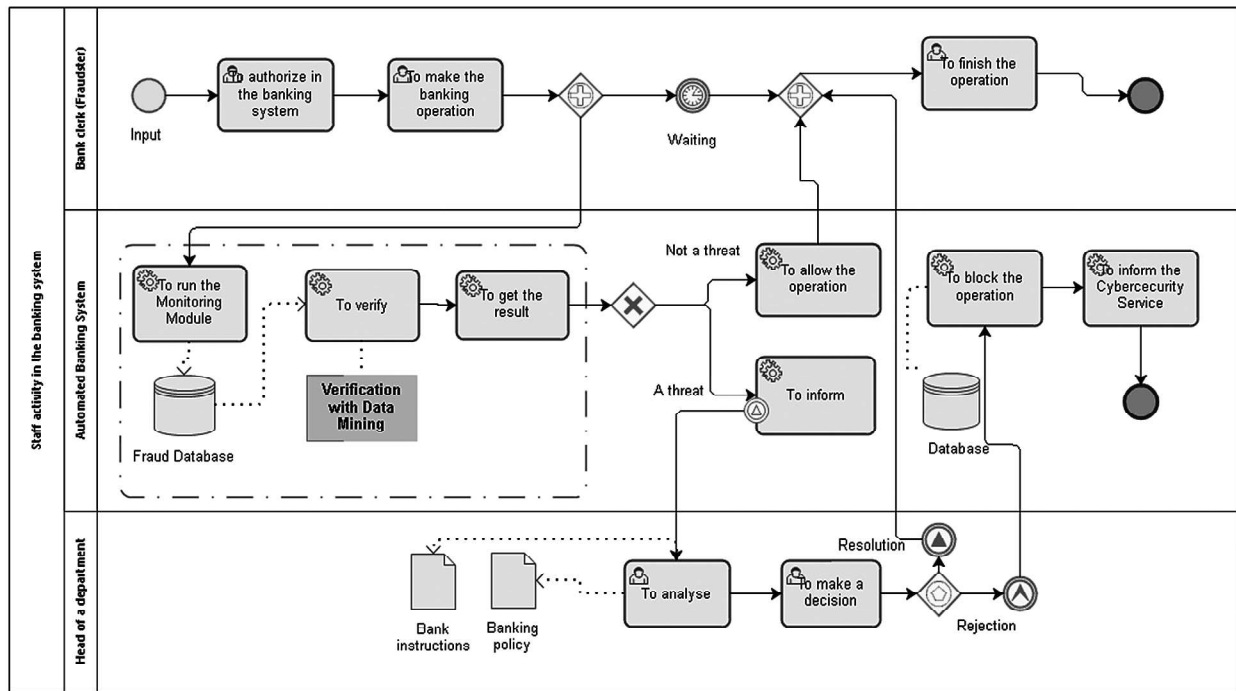 Staff activity in the banking system
Bank clerk (Fraudster)
Input
To authorize in
the banking
system
To make the
banking
operation
Waiting
To finish the
operation
Automated Banking System
To run the
Monitoring
Module
Fraud Database
To verify
Verification
with Data
Mining
To get the
result
Not a threat
A threat
To allow the
operation
To inform
To block the
operation
Database
To inform the
Cybercecurity
Service
Head of a department
Bank
instructions
Banking
policy
To analyse
To make a
decision
Resolution
Rejection